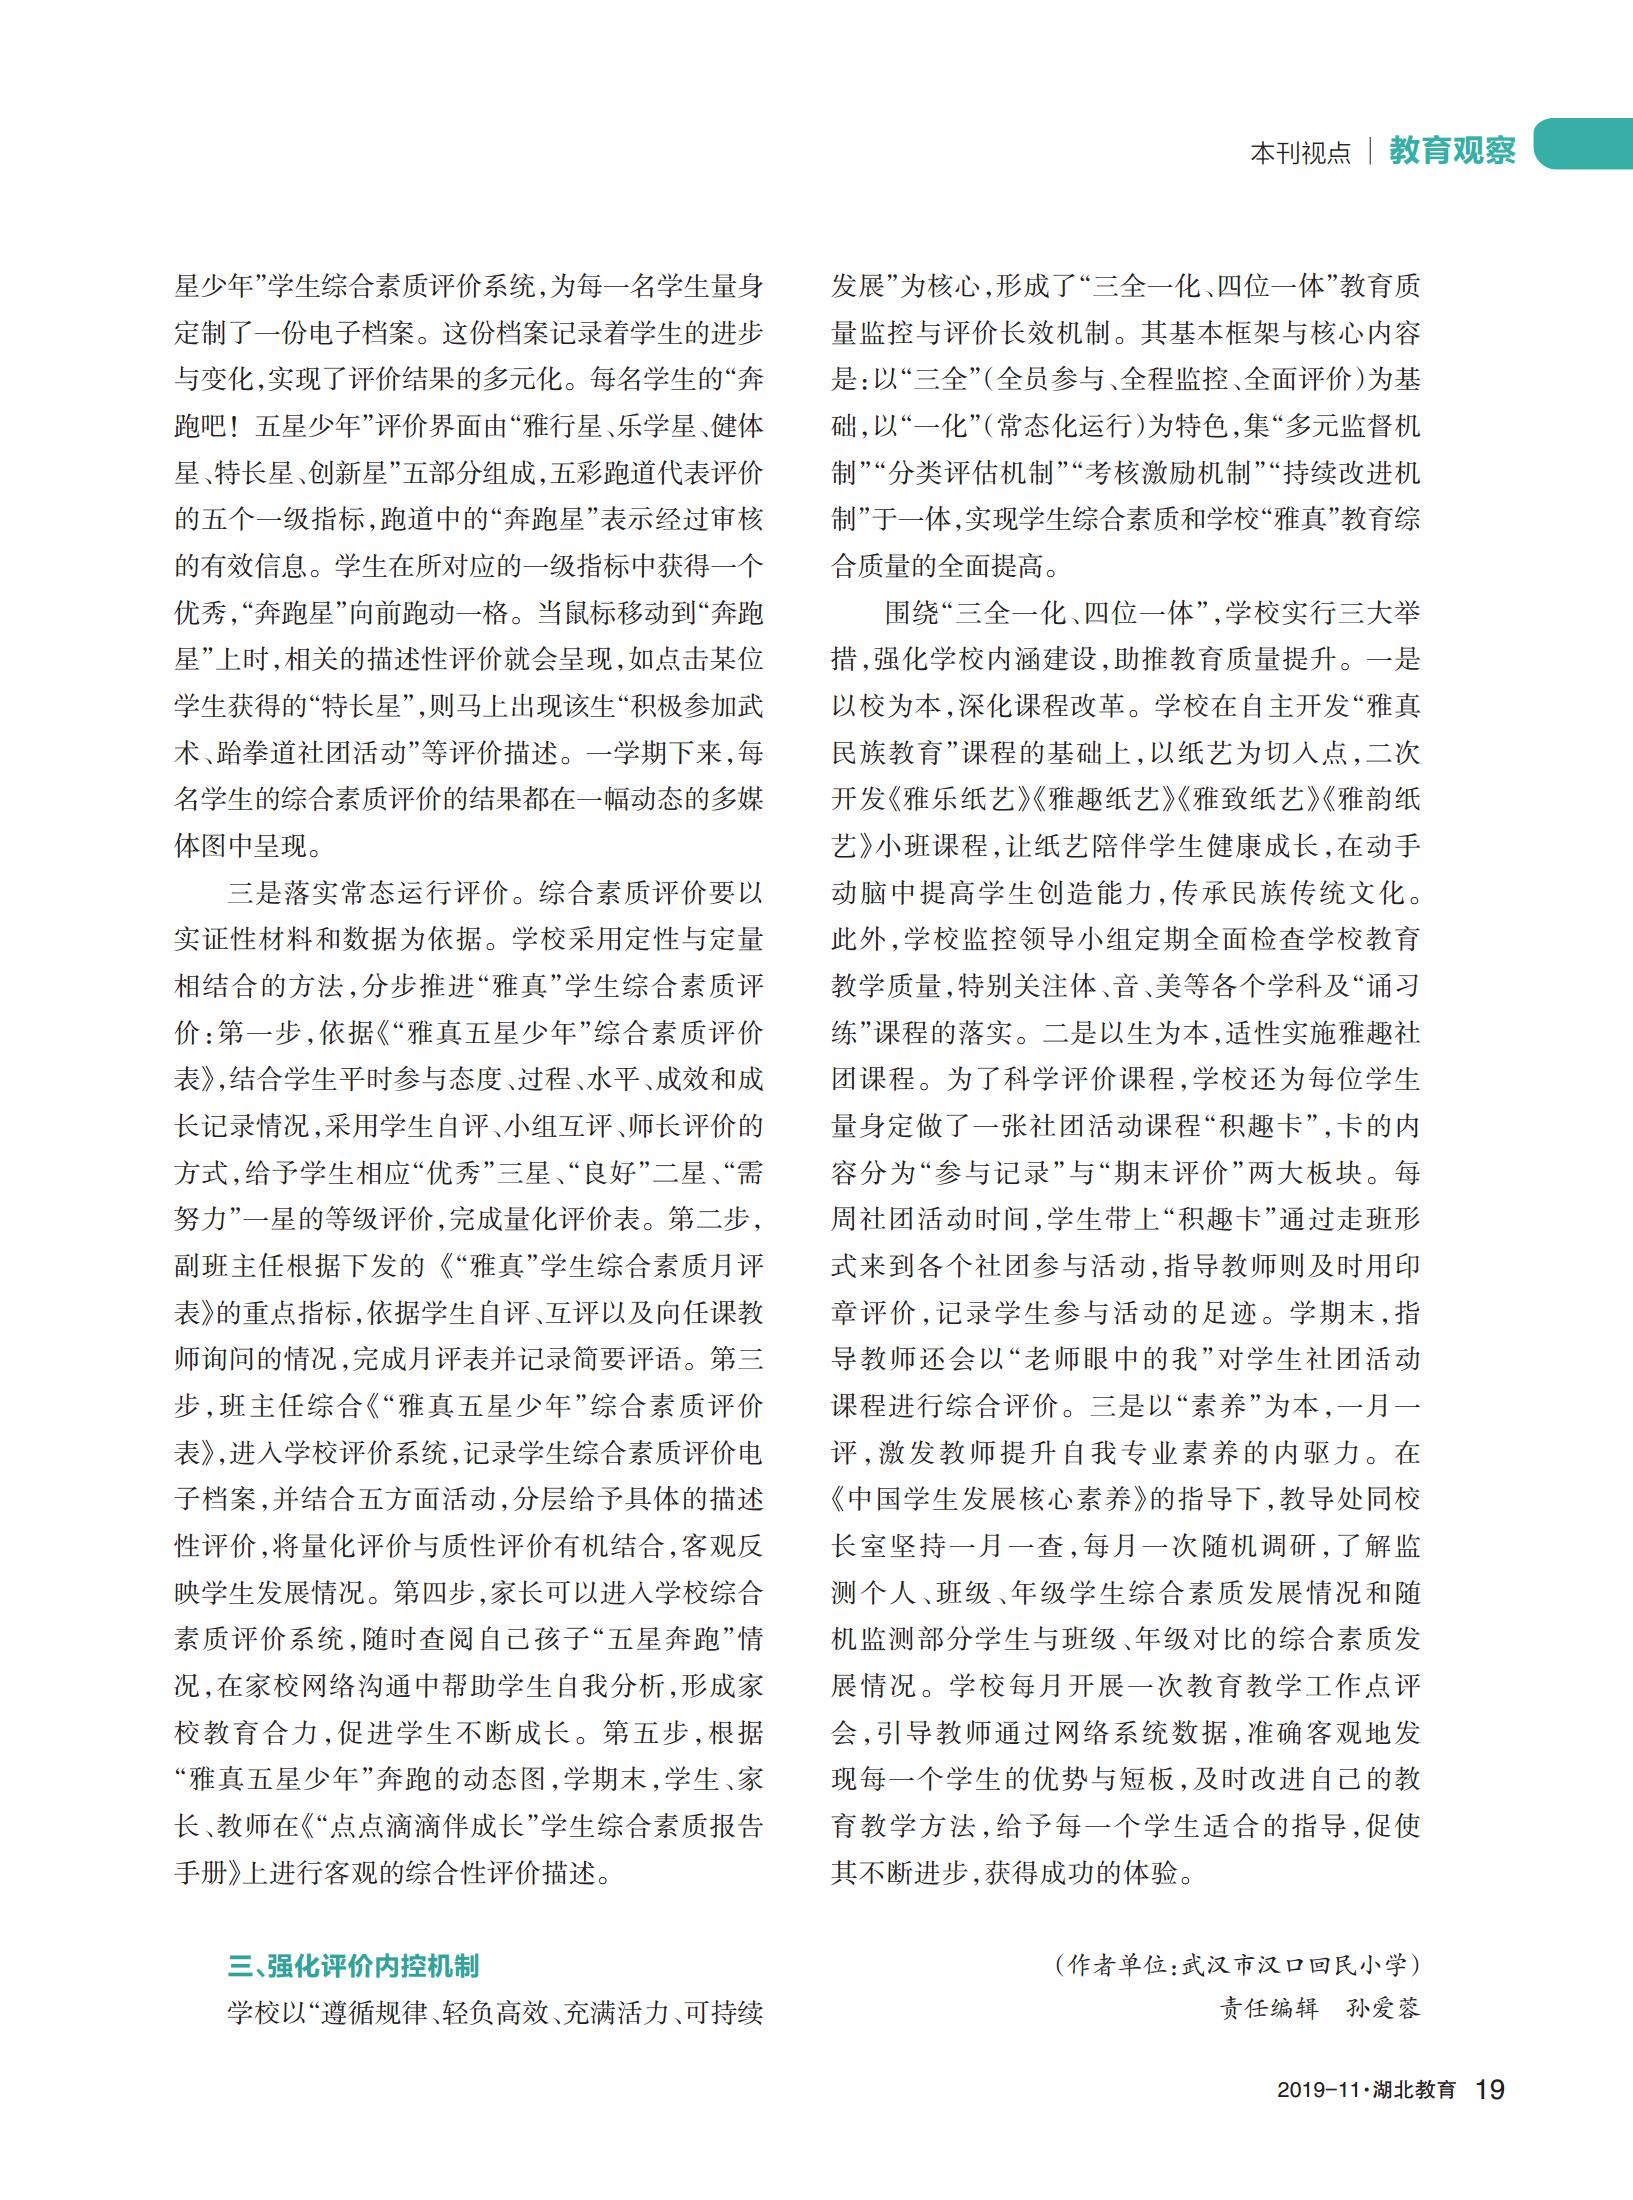 本刊视点 | 教育观察
星少年”学生综合素质评价系统,为每一名学生量身
定制了一份电子档案。这份档案记录着学生的进步
与变化,实现了评价结果的多元化。每名学生的“奔
跑吧！五星少年”评价界面由“雅行星、乐学星、健体
星、特长星、创新星”五部分组成,五彩跑道代表评价
的五个一级指标,跑道中的“奔跑星”表示经过审核
的有效信息。学生在所对应的一级指标中获得一个
优秀,“奔跑星”向前跑动一格。当鼠标移动到“奔跑
星”上时,相关的描述性评价就会呈现,如点击某位
学生获得的“特长星”,则马上出现该生“积极参加武
术、跆拳道社团活动”等评价描述。一学期下来,每
名学生的综合素质评价的结果都在一幅动态的多媒
体图中呈现。
三是落实常态运行评价。综合素质评价要以
实证性材料和数据为依据。学校采用定性与定量
相结合的方法,分步推进“雅真”学生综合素质评
价:第一步,依据《“雅真五星少年”综合素质评价
表》,结合学生平时参与态度、过程、水平、成效和成
长记录情况,采用学生自评、小组互评、师长评价的
方式,给予学生相应“优秀”三星、“良好”二星、“需
努力”一星的等级评价,完成量化评价表。第二步,
副班主任根据下发的《“雅真”学生综合素质月评
表》的重点指标,依据学生自评、互评以及向任课教
师询问的情况,完成月评表并记录简要评语。第三
步,班主任综合《“雅真五星少年”综合素质评价
表》,进入学校评价系统,记录学生综合素质评价电
子档案,并结合五方面活动,分层给予具体的描述
性评价,将量化评价与质性评价有机结合,客观反
映学生发展情况。第四步,家长可以进入学校综合
素质评价系统,随时查阅自己孩子“五星奔跑”情
况,在家校网络沟通中帮助学生自我分析,形成家
校教育合力,促进学生不断成长。第五步,根据
“雅真五星少年”奔跑的动态图,学期末,学生、家
长、教师在《“点点滴滴伴成长”学生综合素质报告
手册》上进行客观的综合性评价描述。
三、强化评价内控机制
学校以“遵循规律、轻负高效、充满活力、可持续
发展”为核心,形成了“三全一化、四位一体”教育质
量监控与评价长效机制。其基本框架与核心内容
是:以“三全”(全员参与、全程监控、全面评价)为基
础,以“一化”(常态化运行)为特色,集“多元监督机
制”“分类评估机制”“考核激励机制”“持续改进机
制”于一体,实现学生综合素质和学校“雅真”教育综
合质量的全面提高。
围绕“三全一化、四位一体”,学校实行三大举
措,强化学校内涵建设,助推教育质量提升。一是
以校为本,深化课程改革。学校在自主开发“雅真
民族教育”课程的基础上,以纸艺为切入点,二次
开发《雅乐纸艺》《雅趣纸艺》《雅致纸艺》《雅韵纸
艺》小班课程,让纸艺陪伴学生健康成长,在动手
动脑中提高学生创造能力,传承民族传统文化。
此外,学校监控领导小组定期全面检查学校教育
教学质量,特别关注体、音、美等各个学科及“诵习
练”课程的落实。二是以生为本,适性实施雅趣社
团课程。为了科学评价课程,学校还为每位学生
量身定做了一张社团活动课程“积趣卡”,卡的内
容分为“参与记录”与“期末评价”两大板块。每
周社团活动时间,学生带上“积趣卡”通过走班形
式来到各个社团参与活动,指导教师则及时用印
章评价,记录学生参与活动的足迹。学期末,指
导教师还会以“老师眼中的我”对学生社团活动
课程进行综合评价。三是以“素养”为本,一月一
评,激发教师提升自我专业素养的内驱力。在
《中国学生发展核心素养》的指导下,教导处同校
长室坚持一月一查,每月一次随机调研,了解监
测个人、班级、年级学生综合素质发展情况和随
机监测部分学生与班级、年级对比的综合素质发
展情况。学校每月开展一次教育教学工作点评
会,引导教师通过网络系统数据,准确客观地发
现每一个学生的优势与短板,及时改进自己的教
育教学方法,给予每一个学生适合的指导,促使
其不断进步,获得成功的体验。
(作者单位:武汉市汉口回民小学)
责任编辑　孙爱蓉
2019-11·湖北教育 19